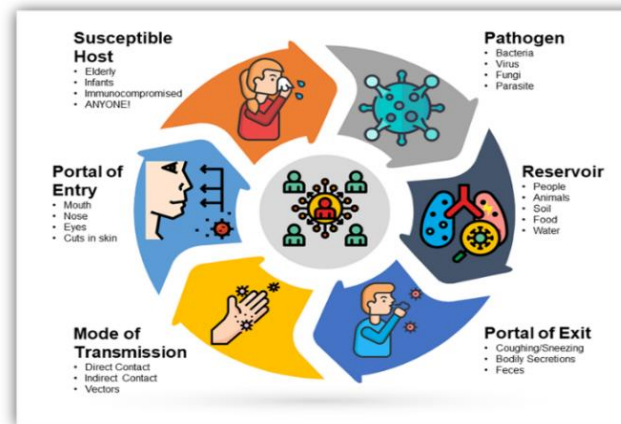 Susceptible
Host
• Elderly
• Infants
• Immunocompromised
• ANYONE!
Pathogen
• Bacteria
• Virus
• Fungi
• Parasite
Portal of
Entry
• Mouth
• Nose
• Eyes
• Cuts in skin
Reservoir
• People
• Animals
• Soil
• Food
• Water
Mode of
Transmission
• Direct Contact
• Indirect Contact
• Vectors
Portal of Exit
• Coughing/Sneezing
• Bodily Secretions
• Feces